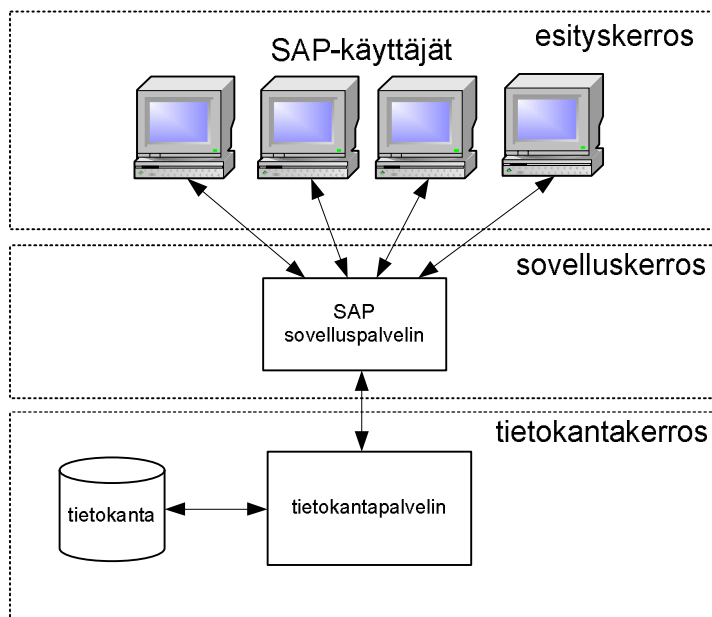 esityskerros
SAP-käyttäjät
sovelluskerros
SAP
sovelluspalvelin
tietokantakerros
tietokanta
tietokantapalvelin